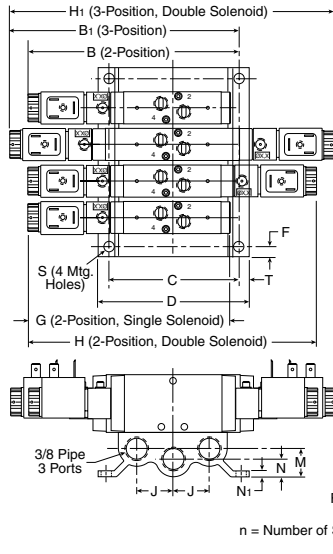 H1 (3-Position, Double Solenoid)
B1 (3-Position)
B (2-Position)
2
4
2
4
2
4
2
4
F
S (4 Mtg.
Holes)
C
T
D
G (2-Position, Single Solenoid)
H (2-Position, Double Solenoid)
3/8 Pipe
3 Ports
M
N
J
J
N1
n = Number of